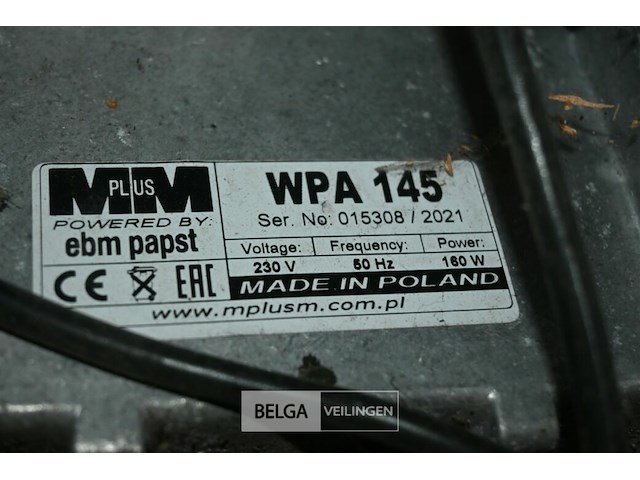 M PLUS M
POWERED BY:
ebm papst
CE EAC
WPA 145
Ser. No: 015308 / 2021
Voltage: Frequency: Power:
230 V 50 Hz 160 W
MADE IN POLAND
www.mplusm.com.pl
BELGA VEILINGEN